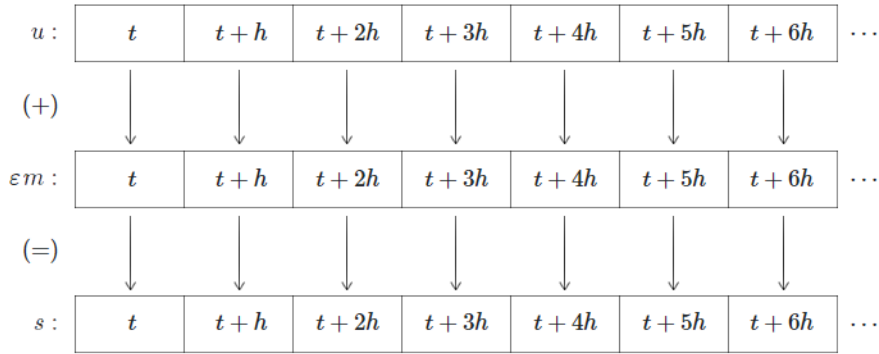 u : t t + h t + 2h t + 3h t + 4h t + 5h t + 6h ···
(+)
εm : t t + h t + 2h t + 3h t + 4h t + 5h t + 6h ···
(=)
s : t t + h t + 2h t + 3h t + 4h t + 5h t + 6h ···